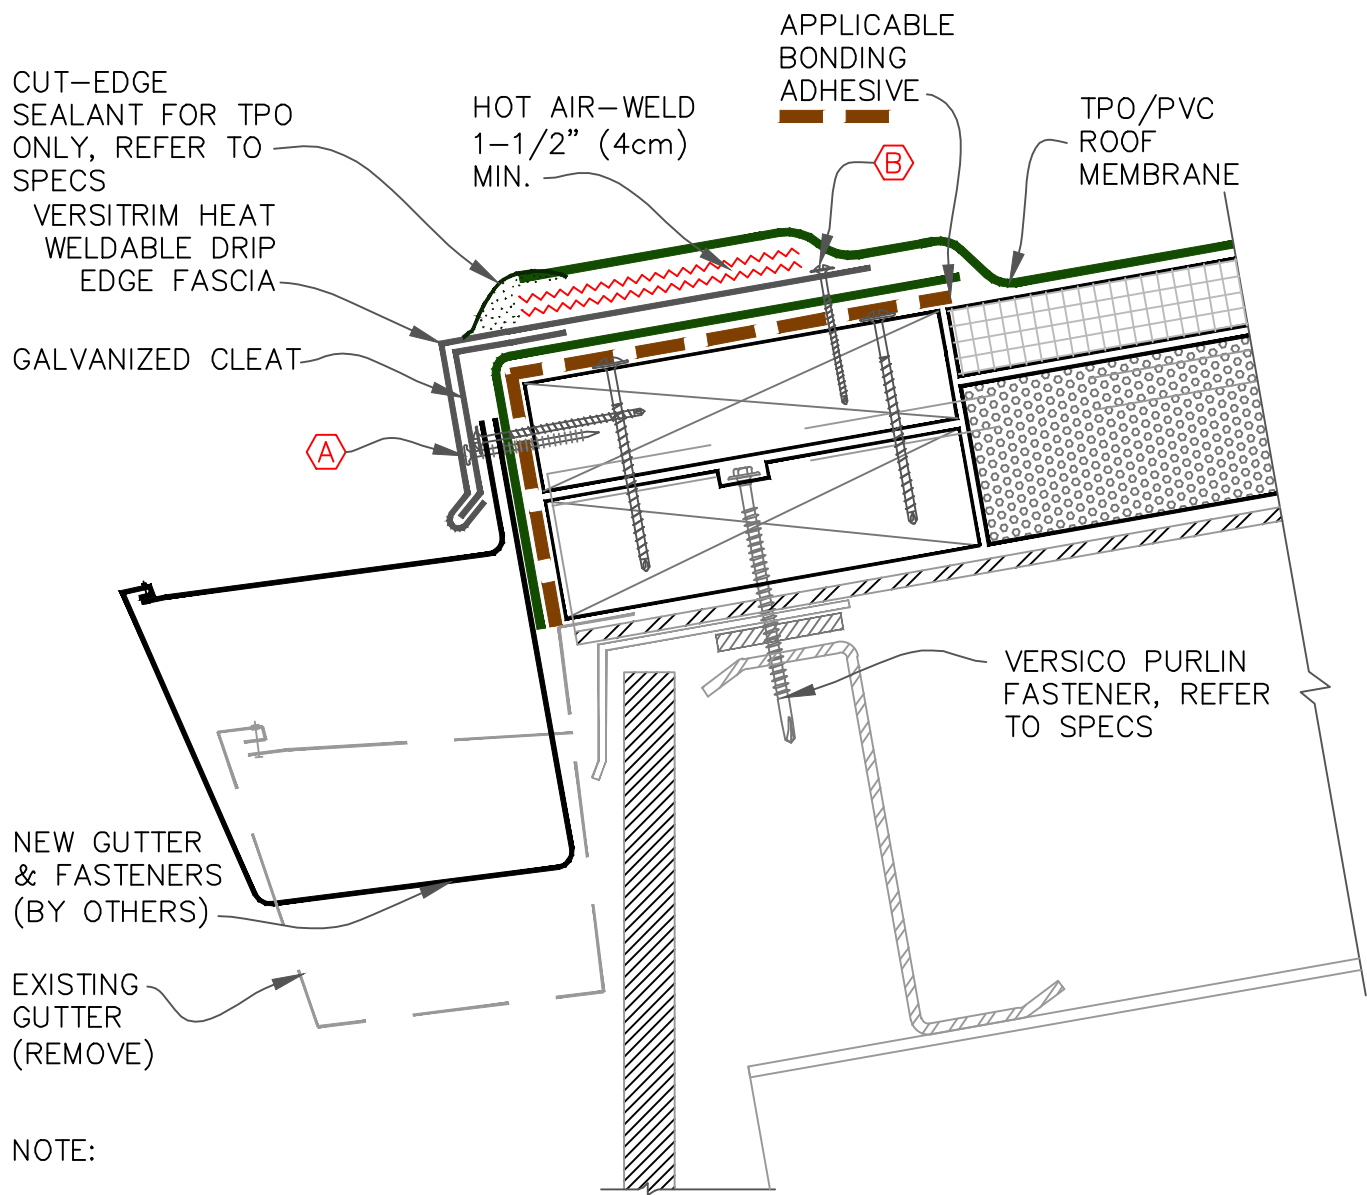 APPLICABLE
BONDING
ADHESIVE
CUT-EDGE
SEALANT FOR TPO
ONLY, REFER TO
SPECS
HOT AIR-WELD
1-1/2" (4cm)
MIN.
TPO/PVC
ROOF
MEMBRANE
B
VERSITRIM HEAT
WELDABLE DRIP
EDGE FASCIA
GALVANIZED CLEAT
A
VERSICO PURLIN
FASTENER, REFER
TO SPECS
NEW GUTTER
& FASTENERS
(BY OTHERS)
EXISTING
GUTTER
(REMOVE)
NOTE: